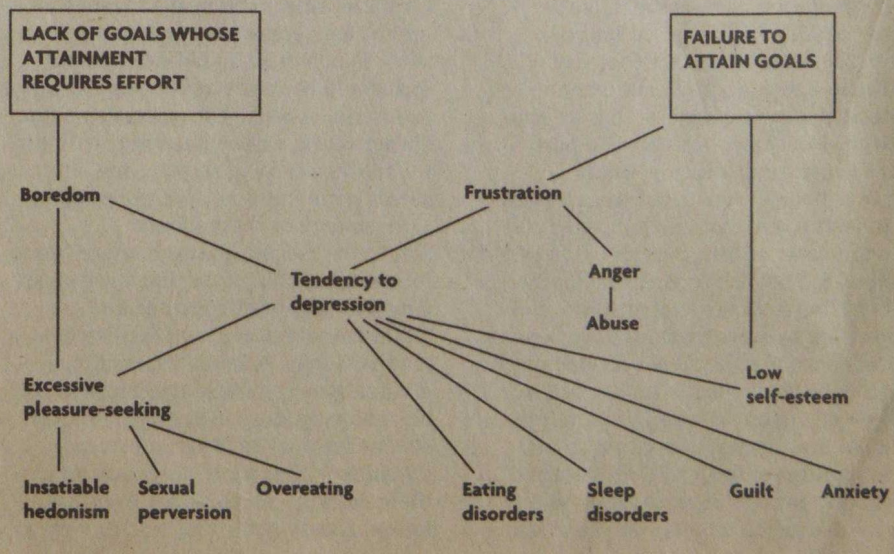 LACK OF GOALS WHOSE
ATTAINMENT
REQUIRES EFFORT
FAILURE TO
ATTAIN GOALS
Boredom
Frustration
Tendency to
depression
Anger
Abuse
Excessive
pleasure-seeking
Low
self-esteem
Insatiable
hedonism
Sexual
perversion
Overeating
Eating
disorders
Sleep
disorders
Guilt
Anxiety